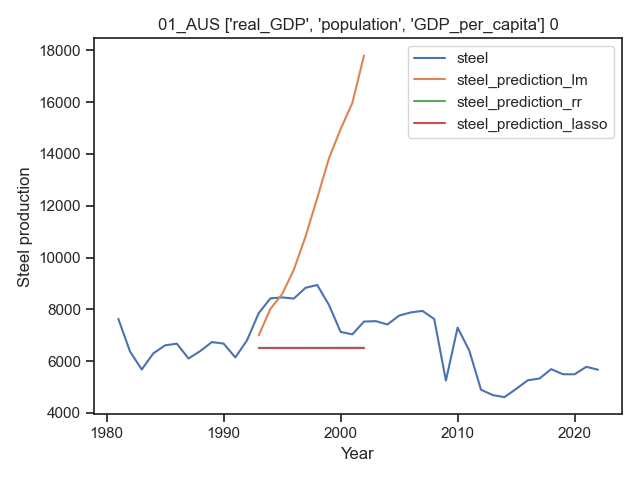 01_AUS ['real_GDP', 'population', 'GDP_per_capita'] 0
18000
16000
14000
12000
10000
8000
6000
4000
Steel production
steel
steel_prediction_lm
steel_prediction_rr
steel_prediction_lasso
1980
1990
2000
2010
2020
Year